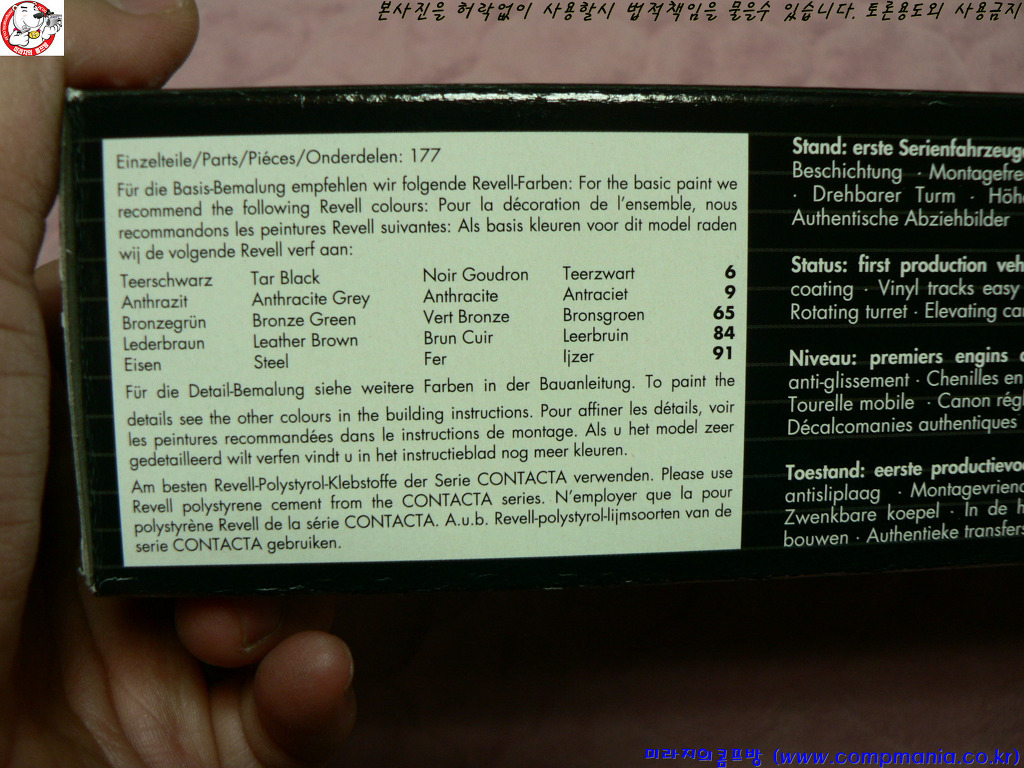 본사진을 허락없이 사용할시 법적책임을 물을수 있습니다. 토론용도외 사용금지
Einzelteile/Parts/Piéces/Onderdelen: 177
Für die Basis-Bemalung empfehlen wir folgende Revell-Farben: For the basic paint we
recommend the following Revell colours: Pour la décoration de l'ensemble, nous
recommandons les peintures Revell suivantes: Als basis kleuren voor dit model raden
wij de volgende Revell verf aan:
Teerschwarz Tar Black Noir Goudron Teerzwart 6
Anthrazit Anthracite Grey Anthracite Antraciet 9
Bronzegrün Bronze Green Vert Bronze Bronsgroen 65
Lederbraun Leather Brown Brun Cuir Leerbruin 84
Eisen Steel Fer Ijzer 91
Für die Detail-Bemalung siehe weitere Farben in der Bauanleitung. To paint the
details see the other colours in the building instructions. Pour affiner les détails, voir
les peintures recommandées dans le instructions de montage. Als u het model zeer
gedetailleerd wilt verfen vindt u in het instructieblad nog meer kleuren.
Am besten Revell-Polystyrol-Klebstoffe der Serie CONTACTA verwenden. Please use
Revell polystyrene cement from the CONTACTA series. N'employer que la pour
polystyrène Revell de la série CONTACTA. A.u.b. Revell-polystyrol-lijmsoorten van de
serie CONTACTA gebruiken.
Stand: erste Serienfahrzeuge
Beschichtung · Montagefre
· Drehbarer Turm · Höh
Authentische Abziehbilder
Status: first production veh
coating · Vinyl tracks easy
Rotating turret · Elevating ca
Niveau: premiers engins
anti-glissement · Chenilles en
Tourelle mobile · Canon régl
Décalcomanies authentiques
Toestand: eerste productievo
antisliplaag · Montagevriend
Zwenkbare koepel · In de h
bouwen · Authentieke transfers
미라지의컴프방 (www.compmania.co.kr)